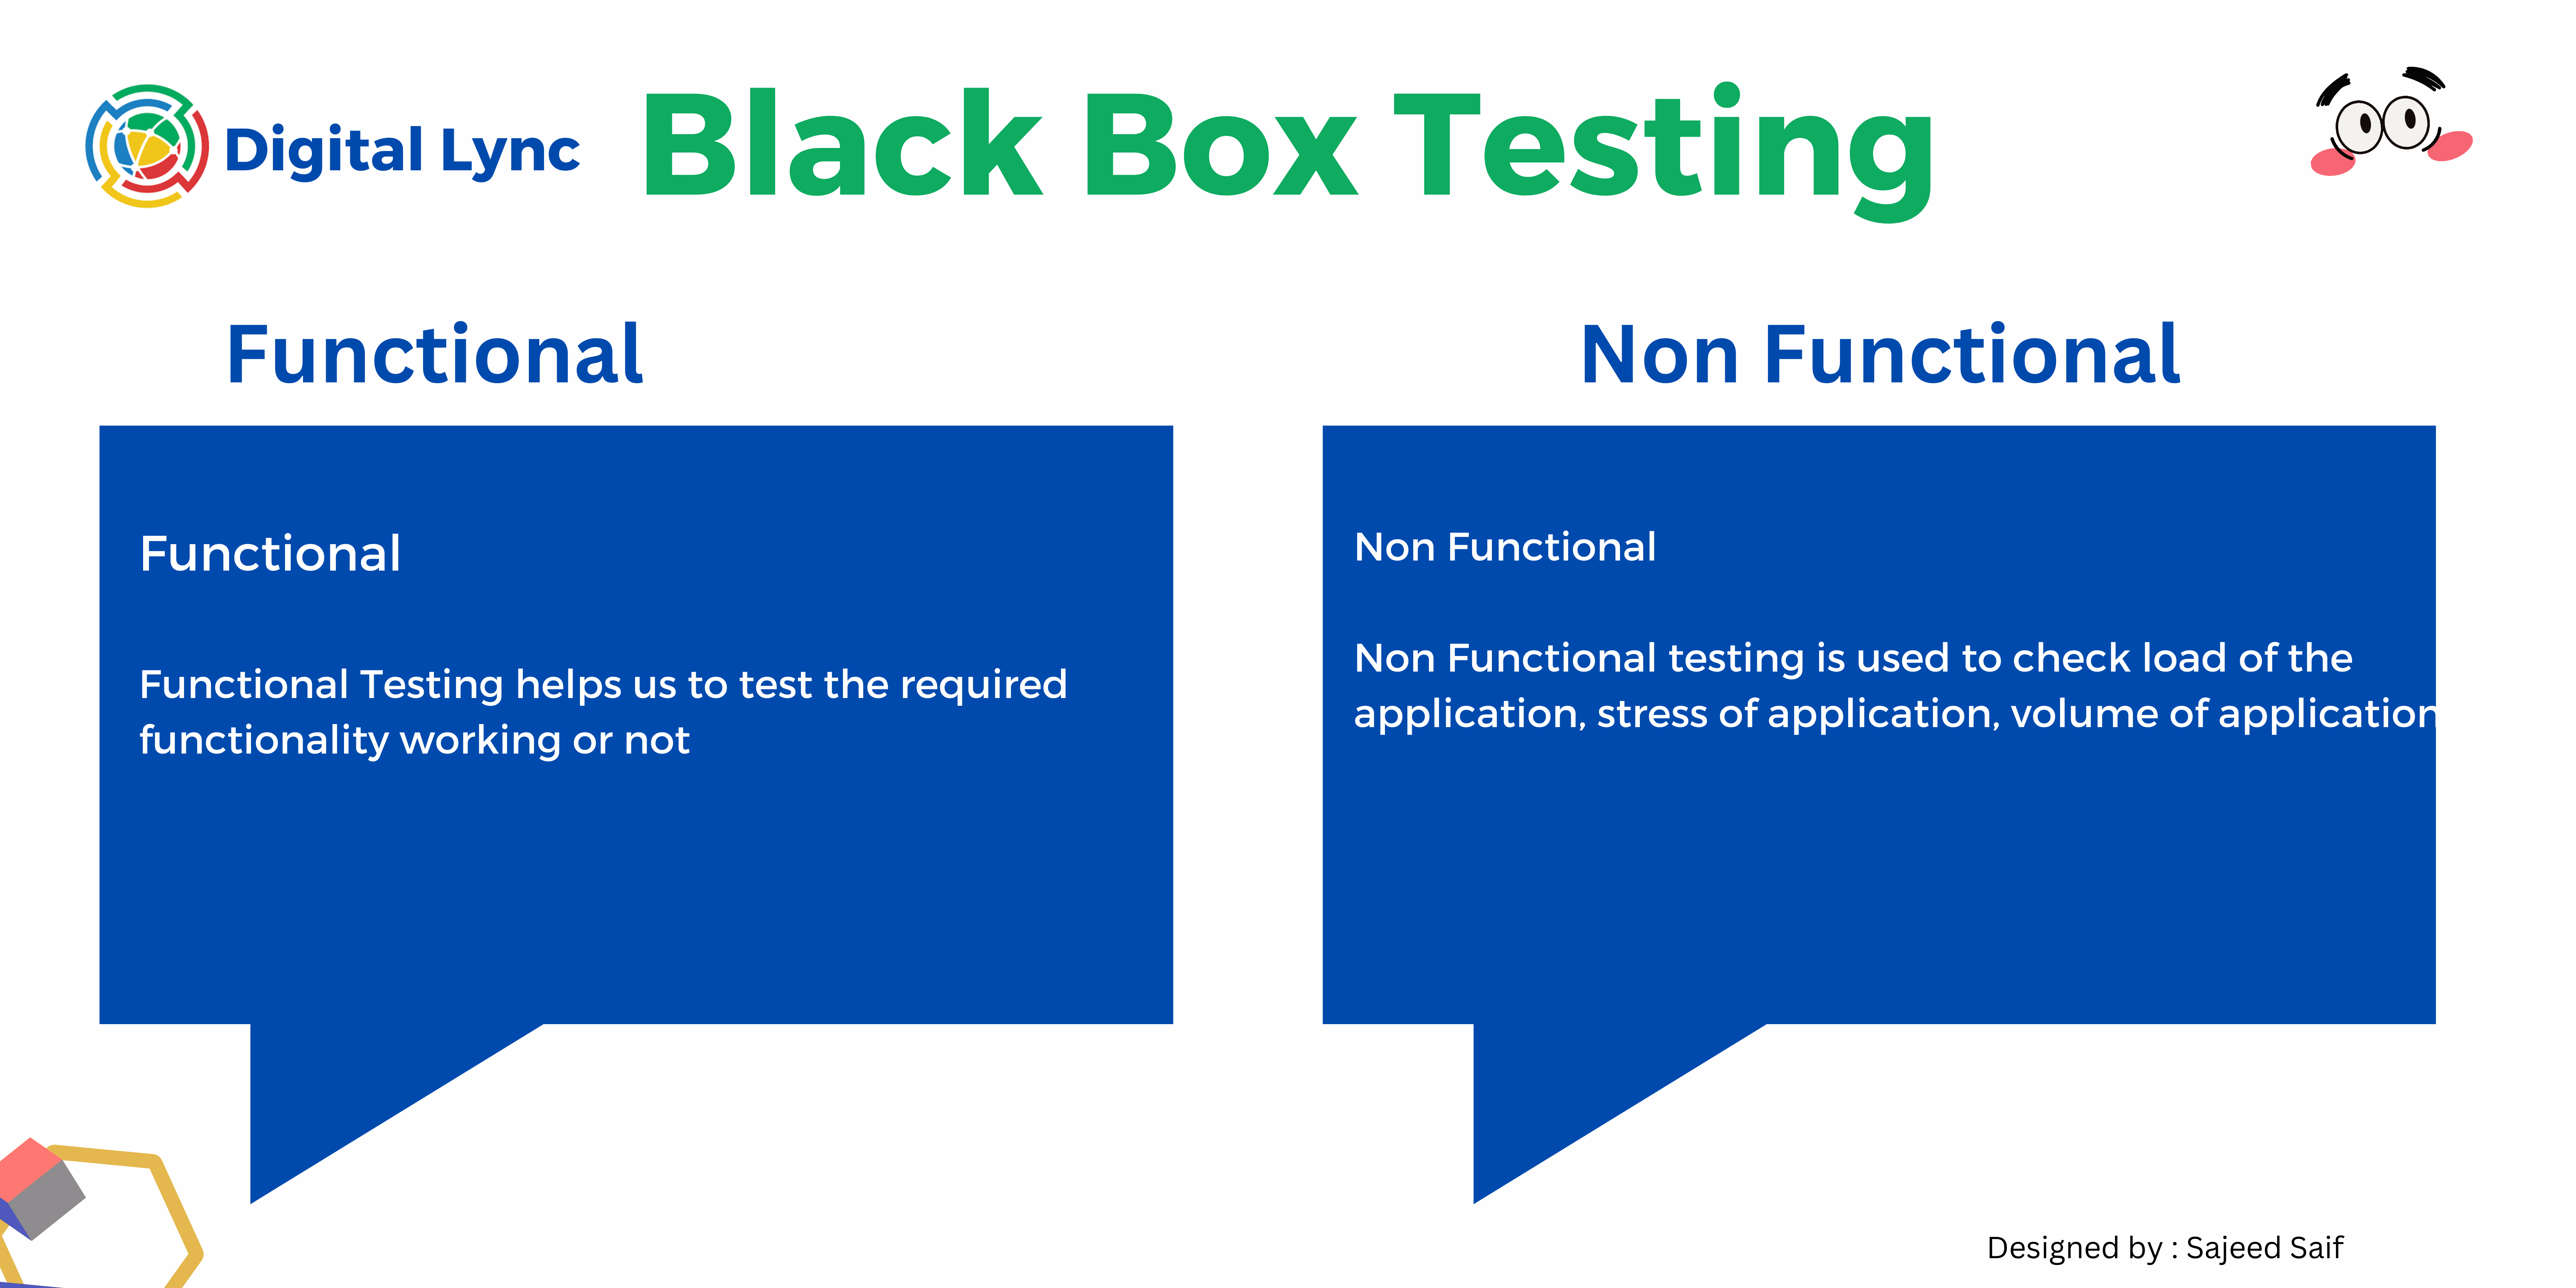 Digital Lync
Black Box Testing
Functional
Non Functional
Functional
Functional Testing helps us to test the required
functionality working or not
Non Functional
Non Functional testing is used to check load of the
application, stress of application, volume of application
Designed by : Sajeed Saif